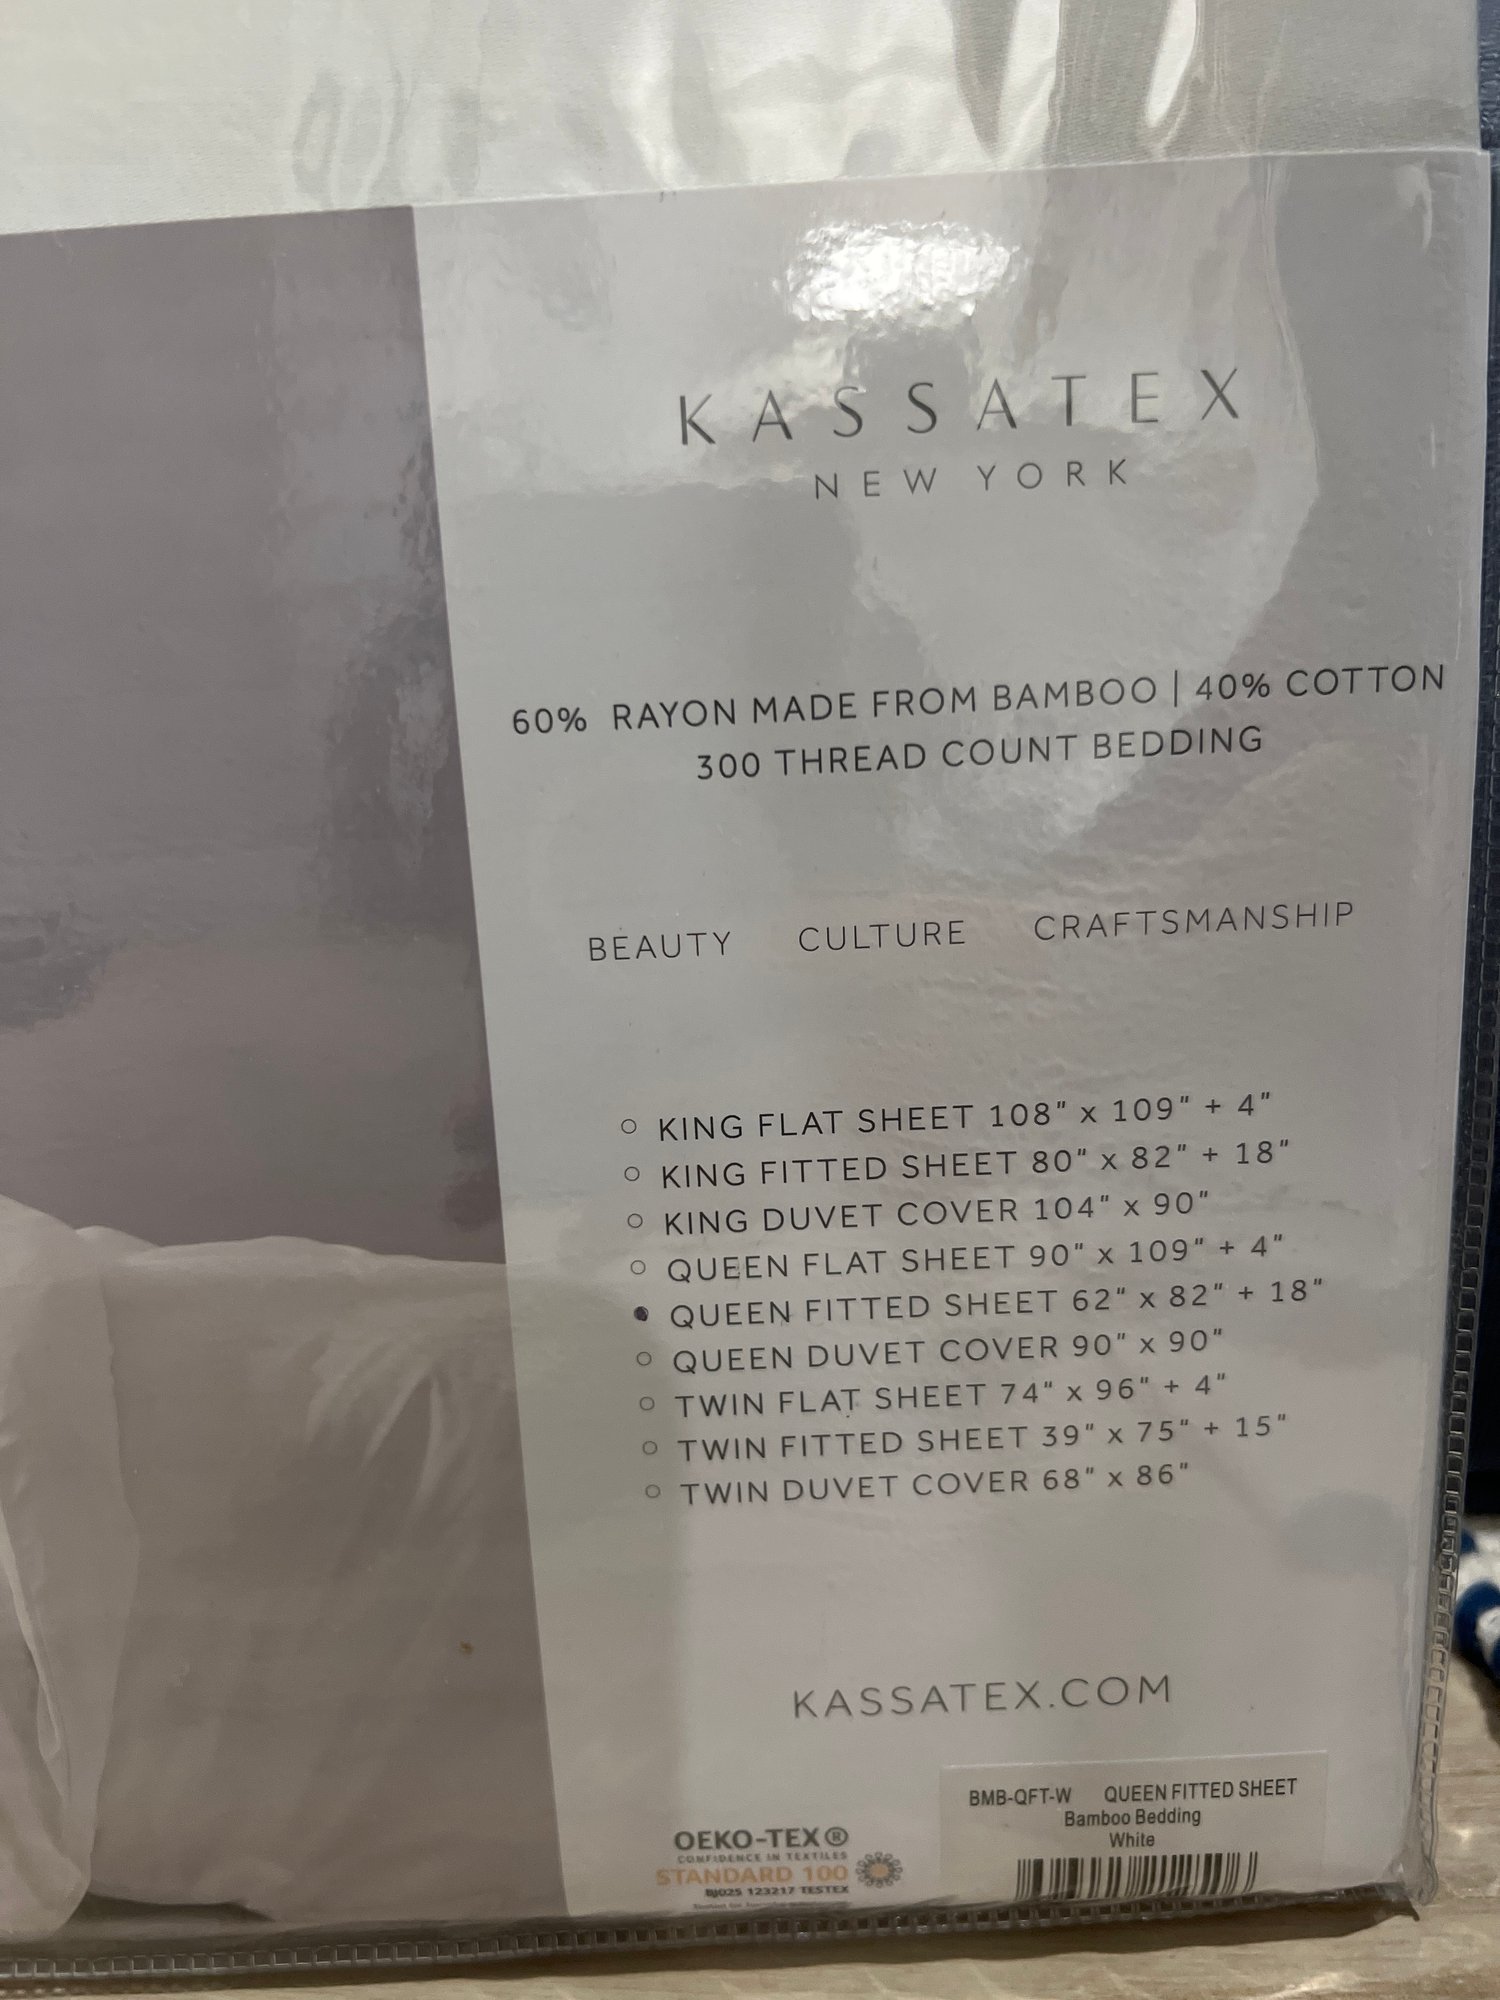 KASSATEX
NEW YORK
60% RAYON MADE FROM BAMBOO | 40% COTTON
300 THREAD COUNT BEDDING
BEAUTY CULTURE CRAFTSMANSHIP
○ KING FLAT SHEET 108" x 109" + 4"
○ KING FITTED SHEET 80" x 82" + 18"
○ KING DUVET COVER 104" x 90"
○ QUEEN FLAT SHEET 90" x 109" + 4"
● QUEEN FITTED SHEET 62" x 82" + 18"
○ QUEEN DUVET COVER 90" x 90"
○ TWIN FLAT SHEET 74" x 96" + 4"
○ TWIN FITTED SHEET 39" x 75" + 15"
○ TWIN DUVET COVER 68" x 86"
KASSATEX.COM
BMB-QFT-W QUEEN FITTED SHEET
Bamboo Bedding
White
OEKO-TEX®
CONFIDENCE IN TEXTILES
STANDARD 100
BJ025 123217 TESTEX